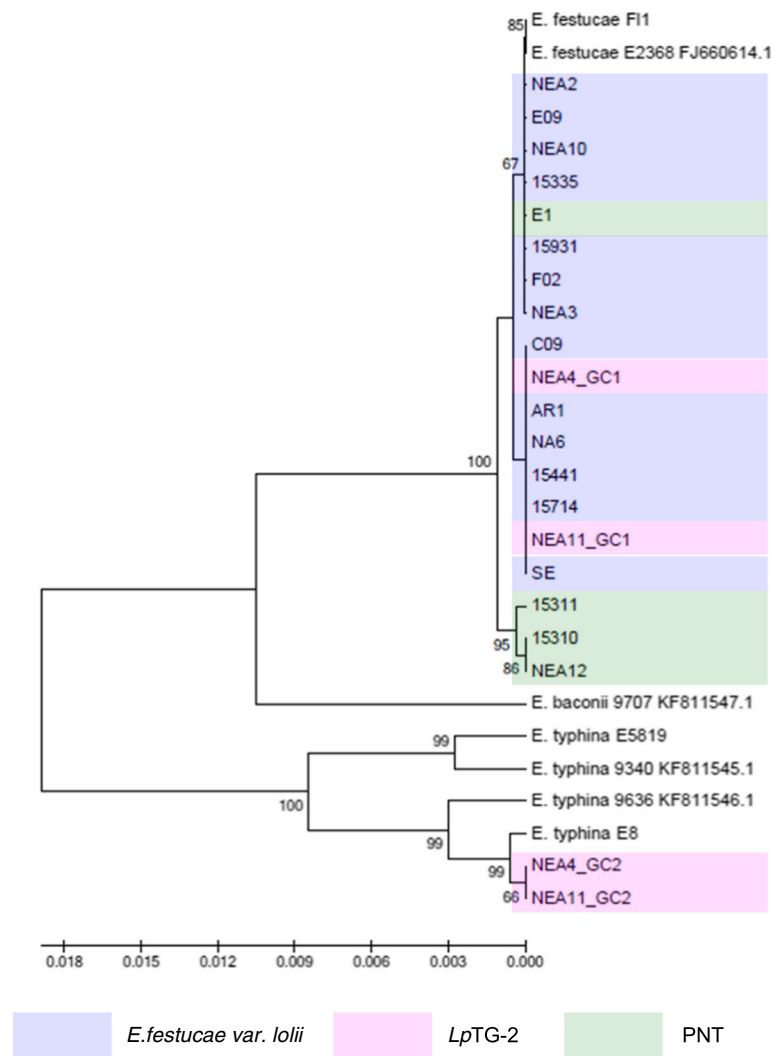 85
E. festucae Fl1
E. festucae E2368 FJ660614.1
NEA2
E09
NEA10
67
15335
E1
15931
F02
NEA3
C09
NEA4_GC1
AR1
NA6
100
15441
15714
NEA11_GC1
SE
15311
15310
95
86
NEA12
E. baconii 9707 KF811547.1
E. typhina E5819
99
E. typhina 9340 KF811545.1
E. typhina 9636 KF811546.1
100
E. typhina E8
99
NEA4_GC2
99
NEA11_GC2
66
0.018 0.015 0.012 0.009 0.006 0.003 0.000
E.festucae var. lolii LpTG-2 PNT